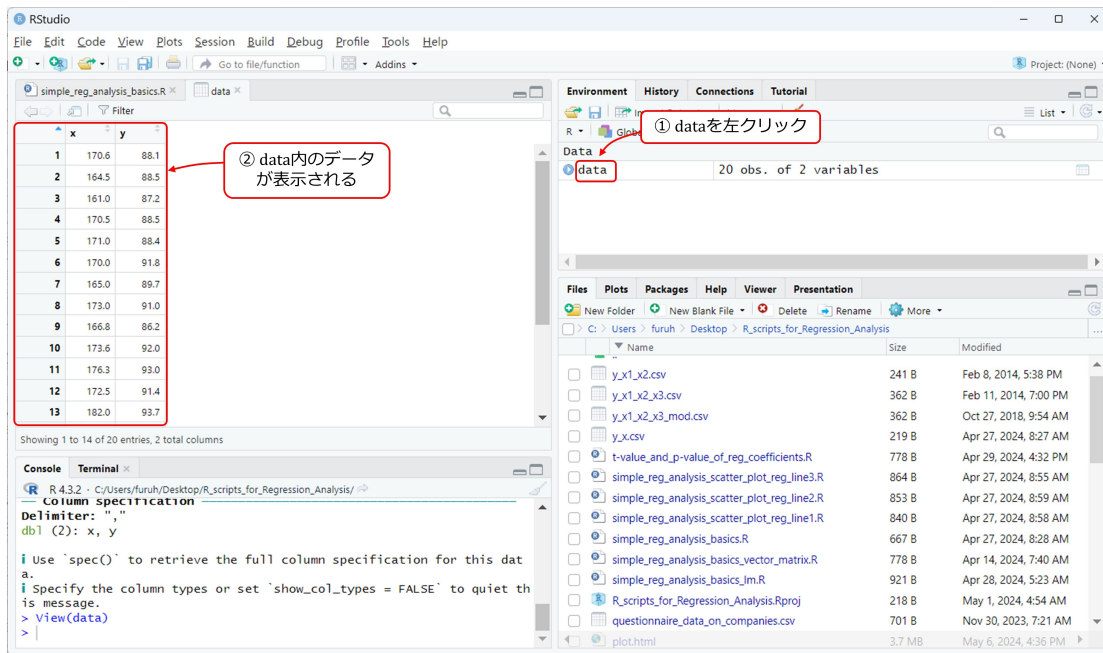 RStudio
File Edit Code View Plots Session Build Debug Profile Tools Help
Go to file/function Addins Project: (None)
simple_reg_analysis_basics.R data
Filter
x y
1 170.6 88.1
2 164.5 88.5
3 161.0 87.2
4 170.5 88.5
5 171.0 88.4
6 170.0 91.8
7 165.0 89.7
8 173.0 91.0
9 166.8 86.2
10 173.6 92.0
11 176.3 93.0
12 172.5 91.4
13 182.0 93.7
② data内のデータ
が表示される
Showing 1 to 14 of 20 entries, 2 total columns
Console Terminal
R 4.3.2 · C:/Users/furuh/Desktop/R_scripts_for_Regression_Analysis/
── Column specification ────────────────
Delimiter: ","
dbl (2): x, y
ℹ Use `spec()` to retrieve the full column specification for this dat
a.
ℹ Specify the column types or set `show_col_types = FALSE` to quiet th
is message.
> View(data)
>
Environment History Connections Tutorial
List
① dataを左クリック
R
Data
data 20 obs. of 2 variables
Files Plots Packages Help Viewer Presentation
New Folder New Blank File Delete Rename More
C: Users furuh Desktop R_scripts_for_Regression_Analysis
Name Size Modified
..
y_x1_x2.csv 241 B Feb 8, 2014, 5:38 PM
y_x1_x2_x3.csv 362 B Feb 11, 2014, 7:00 PM
y_x1_x2_x3_mod.csv 362 B Oct 27, 2018, 9:54 AM
y_x.csv 219 B Apr 27, 2024, 8:27 AM
t-value_and_p-value_of_reg_coefficients.R 778 B Apr 29, 2024, 4:32 PM
simple_reg_analysis_scatter_plot_reg_line3.R 864 B Apr 27, 2024, 8:55 AM
simple_reg_analysis_scatter_plot_reg_line2.R 853 B Apr 27, 2024, 8:59 AM
simple_reg_analysis_scatter_plot_reg_line1.R 840 B Apr 27, 2024, 8:58 AM
simple_reg_analysis_basics.R 667 B Apr 27, 2024, 8:28 AM
simple_reg_analysis_basics_vector_matrix.R 778 B Apr 14, 2024, 7:40 AM
simple_reg_analysis_basics_lm.R 921 B Apr 28, 2024, 5:23 AM
R_scripts_for_Regression_Analysis.Rproj 218 B May 1, 2024, 4:54 AM
questionnaire_data_on_companies.csv 701 B Nov 30, 2023, 7:21 AM
plot.html 3.7 MB May 6, 2024, 4:36 PM